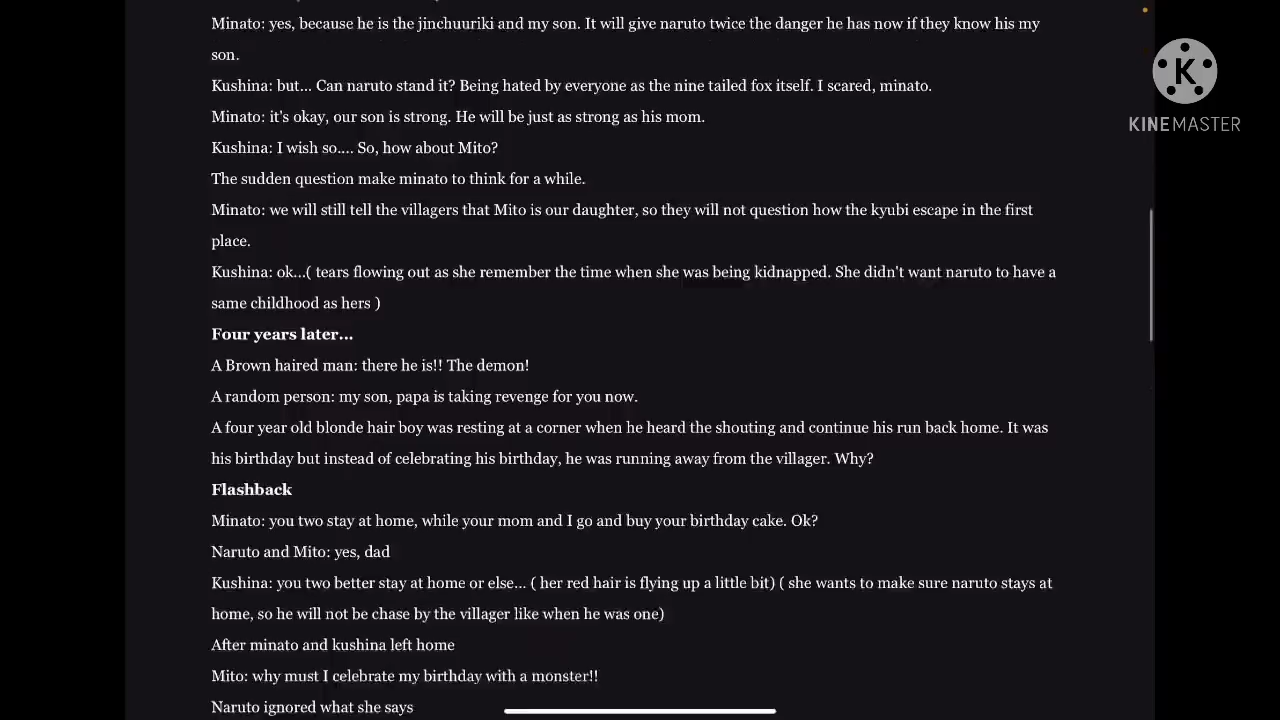 Minato: yes, because he is the jinchuuriki and my son. It will give naruto twice the danger he has now if they know his my
son.
Kushina: but... Can naruto stand it? Being hated by everyone as the nine tailed fox itself. I scared, minato.
Minato: it's okay, our son is strong. He will be just as strong as his mom.
Kushina: I wish so.... So, how about Mito?
The sudden question make minato to think for a while.
Minato: we will still tell the villagers that Mito is our daughter, so they will not question how the kyubi escape in the first
place.
Kushina: ok...( tears flowing out as she remember the time when she was being kidnapped. She didn't want naruto to have a
same childhood as hers )
Four years later...
A Brown haired man: there he is!! The demon!
A random person: my son, papa is taking revenge for you now.
A four year old blonde hair boy was resting at a corner when he heard the shouting and continue his run back home. It was
his birthday but instead of celebrating his birthday, he was running away from the villager. Why?
Flashback
Minato: you two stay at home, while your mom and I go and buy your birthday cake. Ok?
Naruto and Mito: yes, dad
Kushina: you two better stay at home or else... ( her red hair is flying up a little bit) ( she wants to make sure naruto stays at
home, so he will not be chase by the villager like when he was one)
After minato and kushina left home
Mito: why must I celebrate my birthday with a monster!!
Naruto ignored what she says
K
KINEMASTER